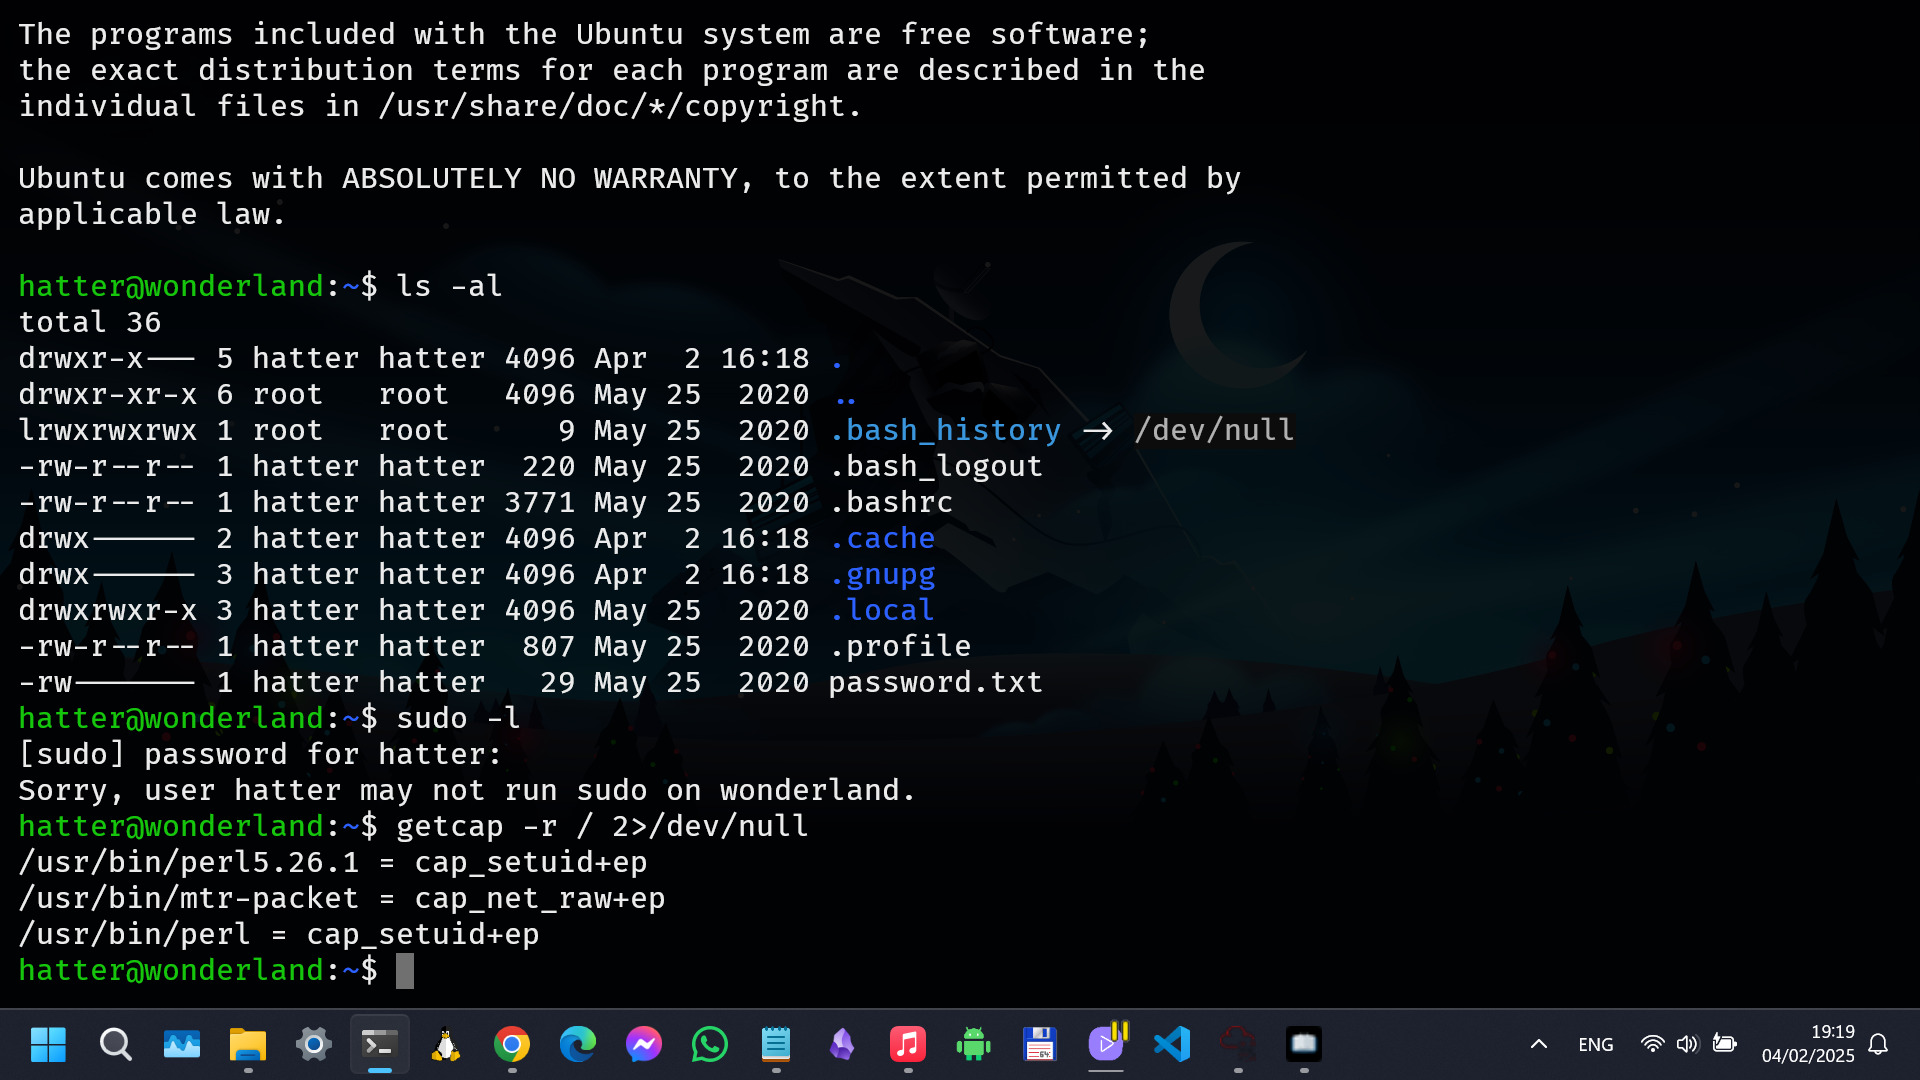 The programs included with the Ubuntu system are free software;
the exact distribution terms for each program are described in the
individual files in /usr/share/doc/*/copyright.
Ubuntu comes with ABSOLUTELY NO WARRANTY, to the extent permitted by
applicable law.
hatter@wonderland:~$ ls -al
total 36
drwxr-x--- 5 hatter hatter 4096 Apr  2 16:18 .
drwxr-xr-x 6 root   root   4096 May 25  2020 ..
lrwxrwxrwx 1 root   root      9 May 25  2020 .bash_history -> /dev/null
-rw-r--r-- 1 hatter hatter  220 May 25  2020 .bash_logout
-rw-r--r-- 1 hatter hatter 3771 May 25  2020 .bashrc
drwx------ 2 hatter hatter 4096 Apr  2 16:18 .cache
drwx------ 3 hatter hatter 4096 Apr  2 16:18 .gnupg
drwxrwxr-x 3 hatter hatter 4096 May 25  2020 .local
-rw-r--r-- 1 hatter hatter  807 May 25  2020 .profile
-rw------- 1 hatter hatter   29 May 25  2020 password.txt
hatter@wonderland:~$ sudo -l
[sudo] password for hatter:
Sorry, user hatter may not run sudo on wonderland.
hatter@wonderland:~$ getcap -r / 2>/dev/null
/usr/bin/perl5.26.1 = cap_setuid+ep
/usr/bin/mtr-packet = cap_net_raw+ep
/usr/bin/perl = cap_setuid+ep
hatter@wonderland:~$
64
ENG
19:19
04/02/2025